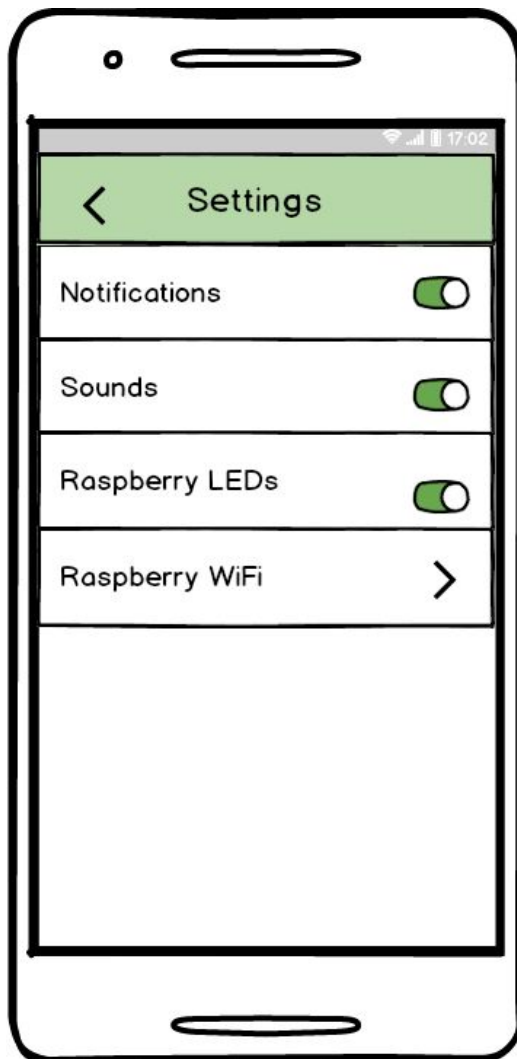 17:02
Settings
Notifications
Sounds
Raspberry LEDs
Raspberry WiFi